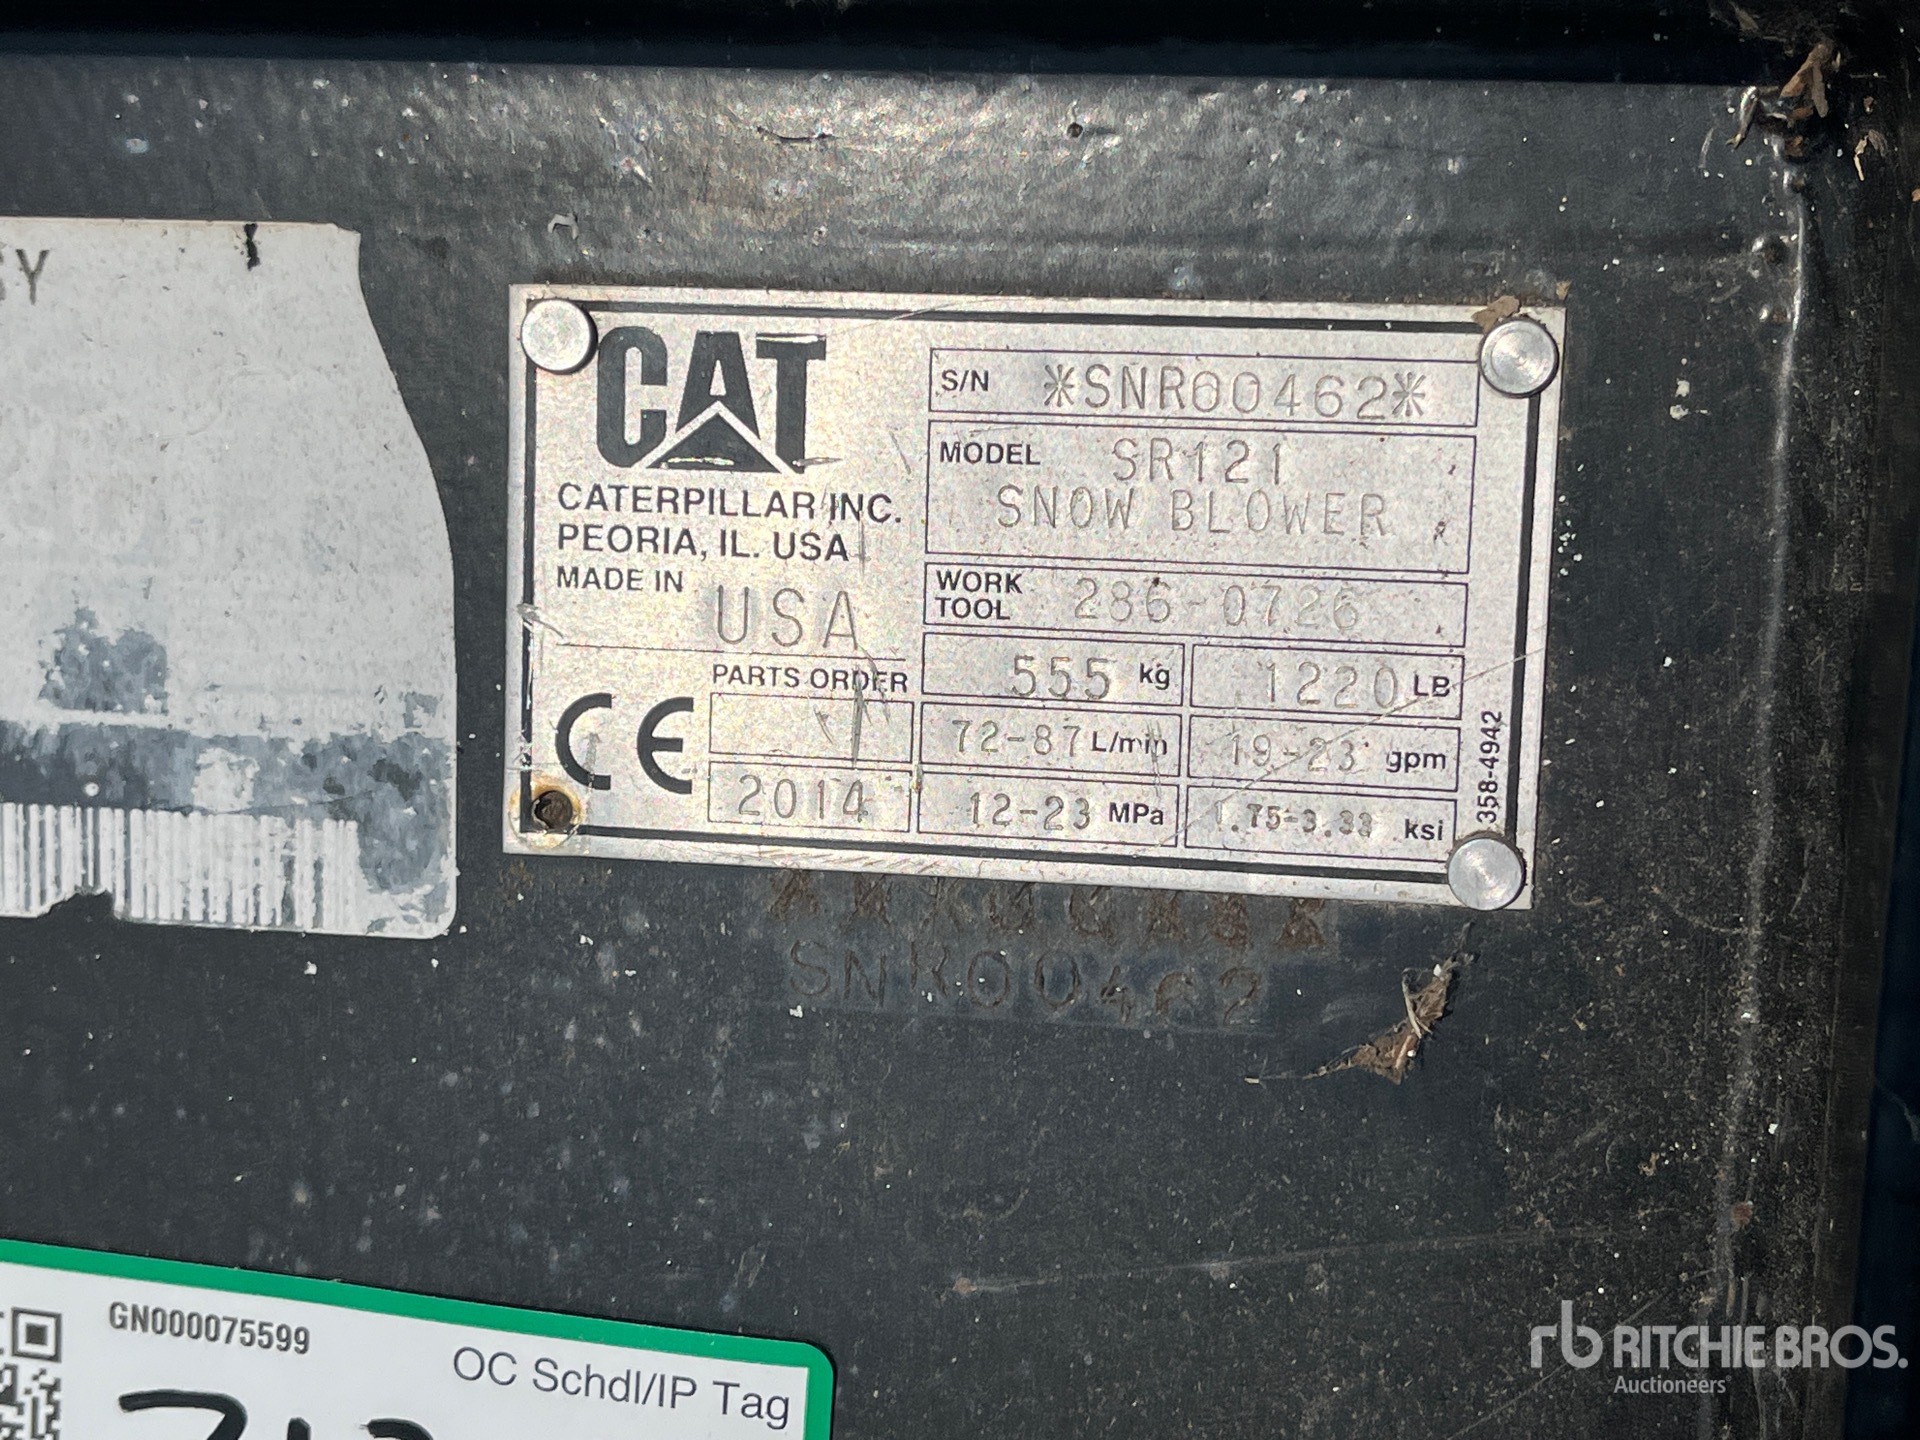 CAT
CATERPILLAR INC.
PEORIA, IL. USA
MADE IN USA
PARTS ORDER
2014
CE
S/N *SNR00462*
MODEL SR121
SNOW BLOWER
WORK TOOL 286-0726
555 kg 1220 LB
72-87 L/min 19-23 gpm
12-23 MPa 1.75-3.33 ksi
358-4942
SNR00462
GN000075599
OC Schdl/IP Tag
rb RITCHIE BROS.
Auctioneers